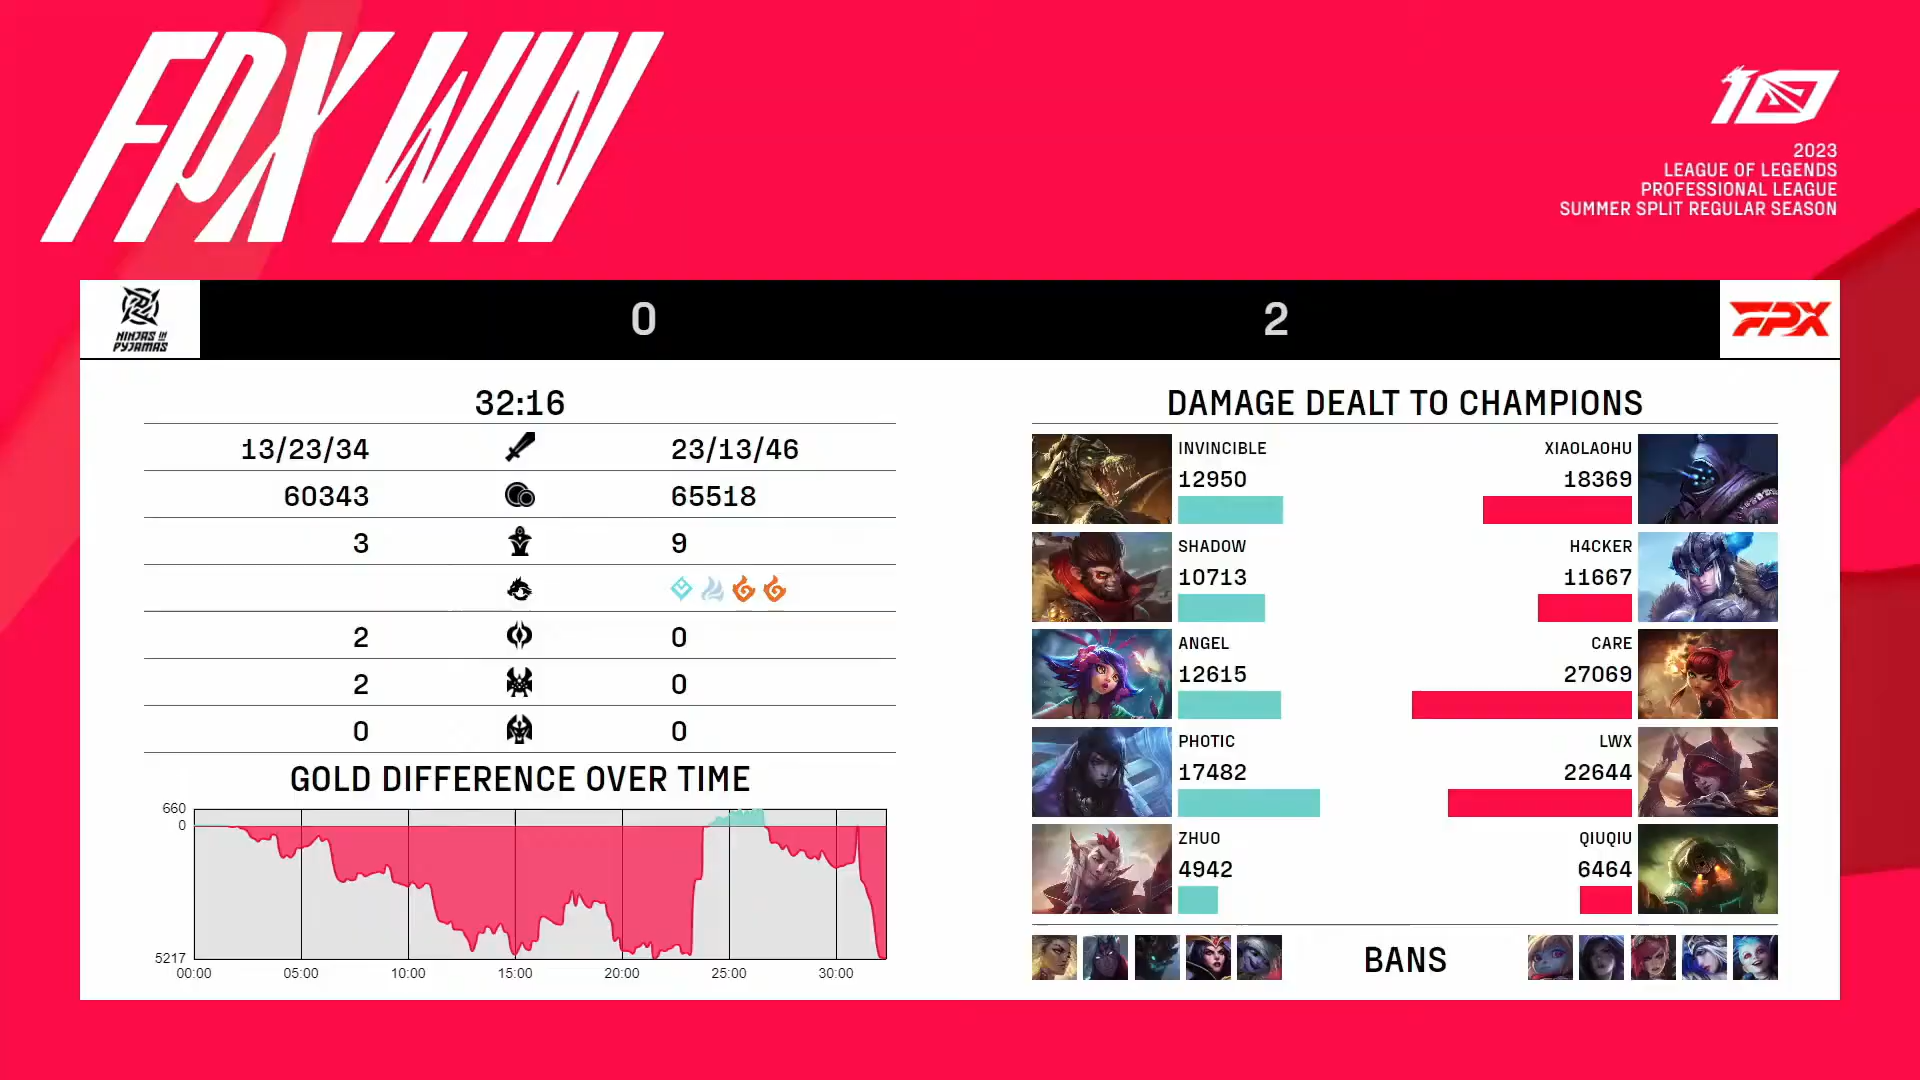 FPX WIN
2023
LEAGUE OF LEGENDS
PROFESSIONAL LEAGUE
SUMMER SPLIT REGULAR SEASON
NINJAS IN
PYJAMAS
0
2
FPX
32:16
13/23/34
23/13/46
60343
65518
3
9
2
0
2
0
0
0
GOLD DIFFERENCE OVER TIME
660
0
5217
00:00
05:00
10:00
15:00
20:00
25:00
30:00
DAMAGE DEALT TO CHAMPIONS
INVINCIBLE
12950
XIAOLAOHU
18369
SHADOW
10713
H4CKER
11667
ANGEL
12615
CARE
27069
PHOTIC
17482
LWX
22644
ZHUO
4942
QIUQIU
6464
BANS